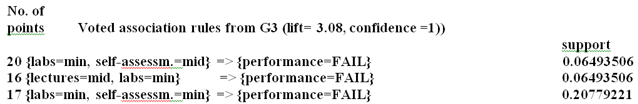 No. of
points Voted association rules from G3 (lift= 3.08, confidence =1))
support
20 {labs=min, self-assessm.=mid} => {performance=FAIL} 0.06493506
16 {lectures=mid, labs=min} => {performance=FAIL} 0.06493506
17 {labs=min, self-assessm.=min} => {performance=FAIL} 0.20779221